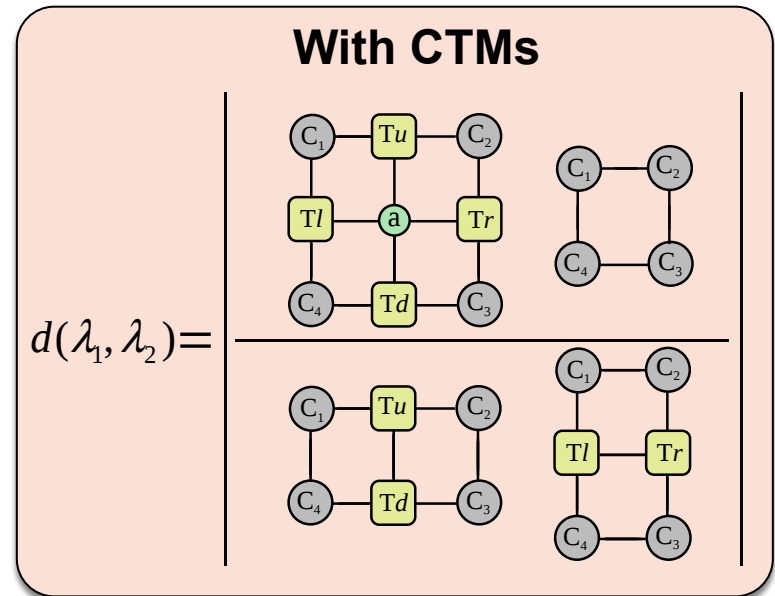 With CTMs
C₁ Tu C₂ C₁ C₂
Tl a Tr
C₄ Td C₃ C₄ C₃
d(λ₁, λ₂)=
C₁ Tu C₂ C₁ C₂
Tl Tr
C₄ Td C₃ C₄ C₃